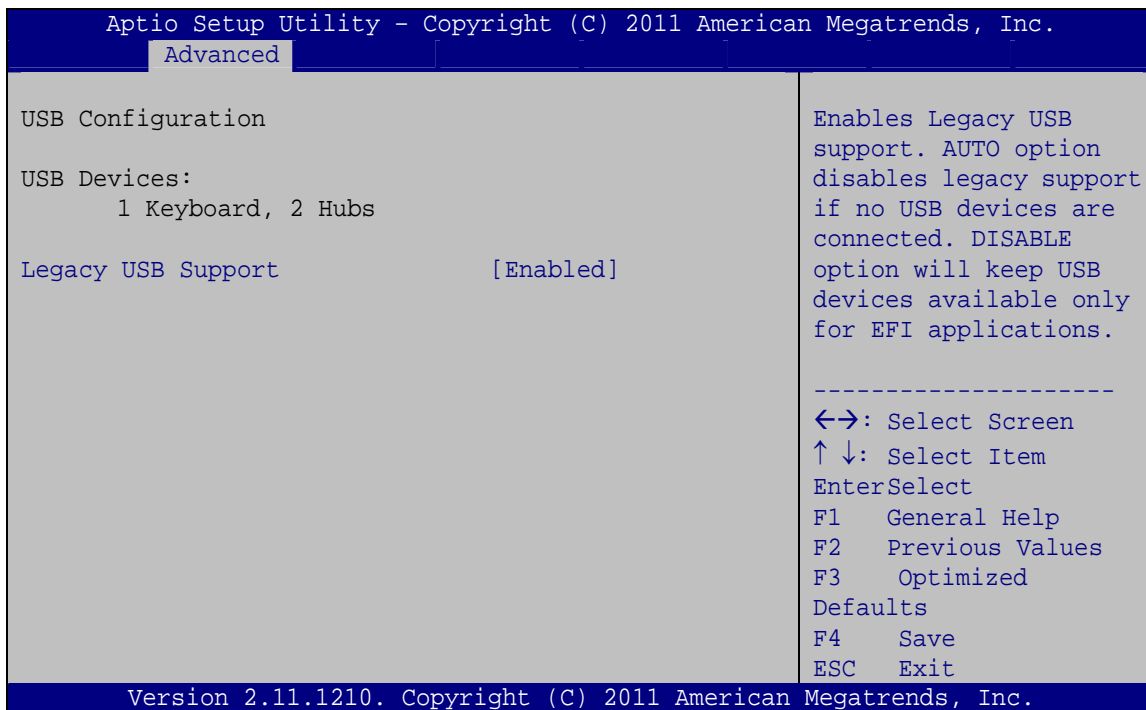 Aptio Setup Utility – Copyright (C) 2011 American Megatrends, Inc.
Advanced
USB Configuration
USB Devices:
1 Keyboard, 2 Hubs
Legacy USB Support [Enabled]
Enables Legacy USB
support. AUTO option
disables legacy support
if no USB devices are
connected. DISABLE
option will keep USB
devices available only
for EFI applications.
----------------------
←→: Select Screen
↑ ↓: Select Item
EnterSelect
F1 General Help
F2 Previous Values
F3 Optimized
Defaults
F4 Save
ESC Exit
Version 2.11.1210. Copyright (C) 2011 American Megatrends, Inc.